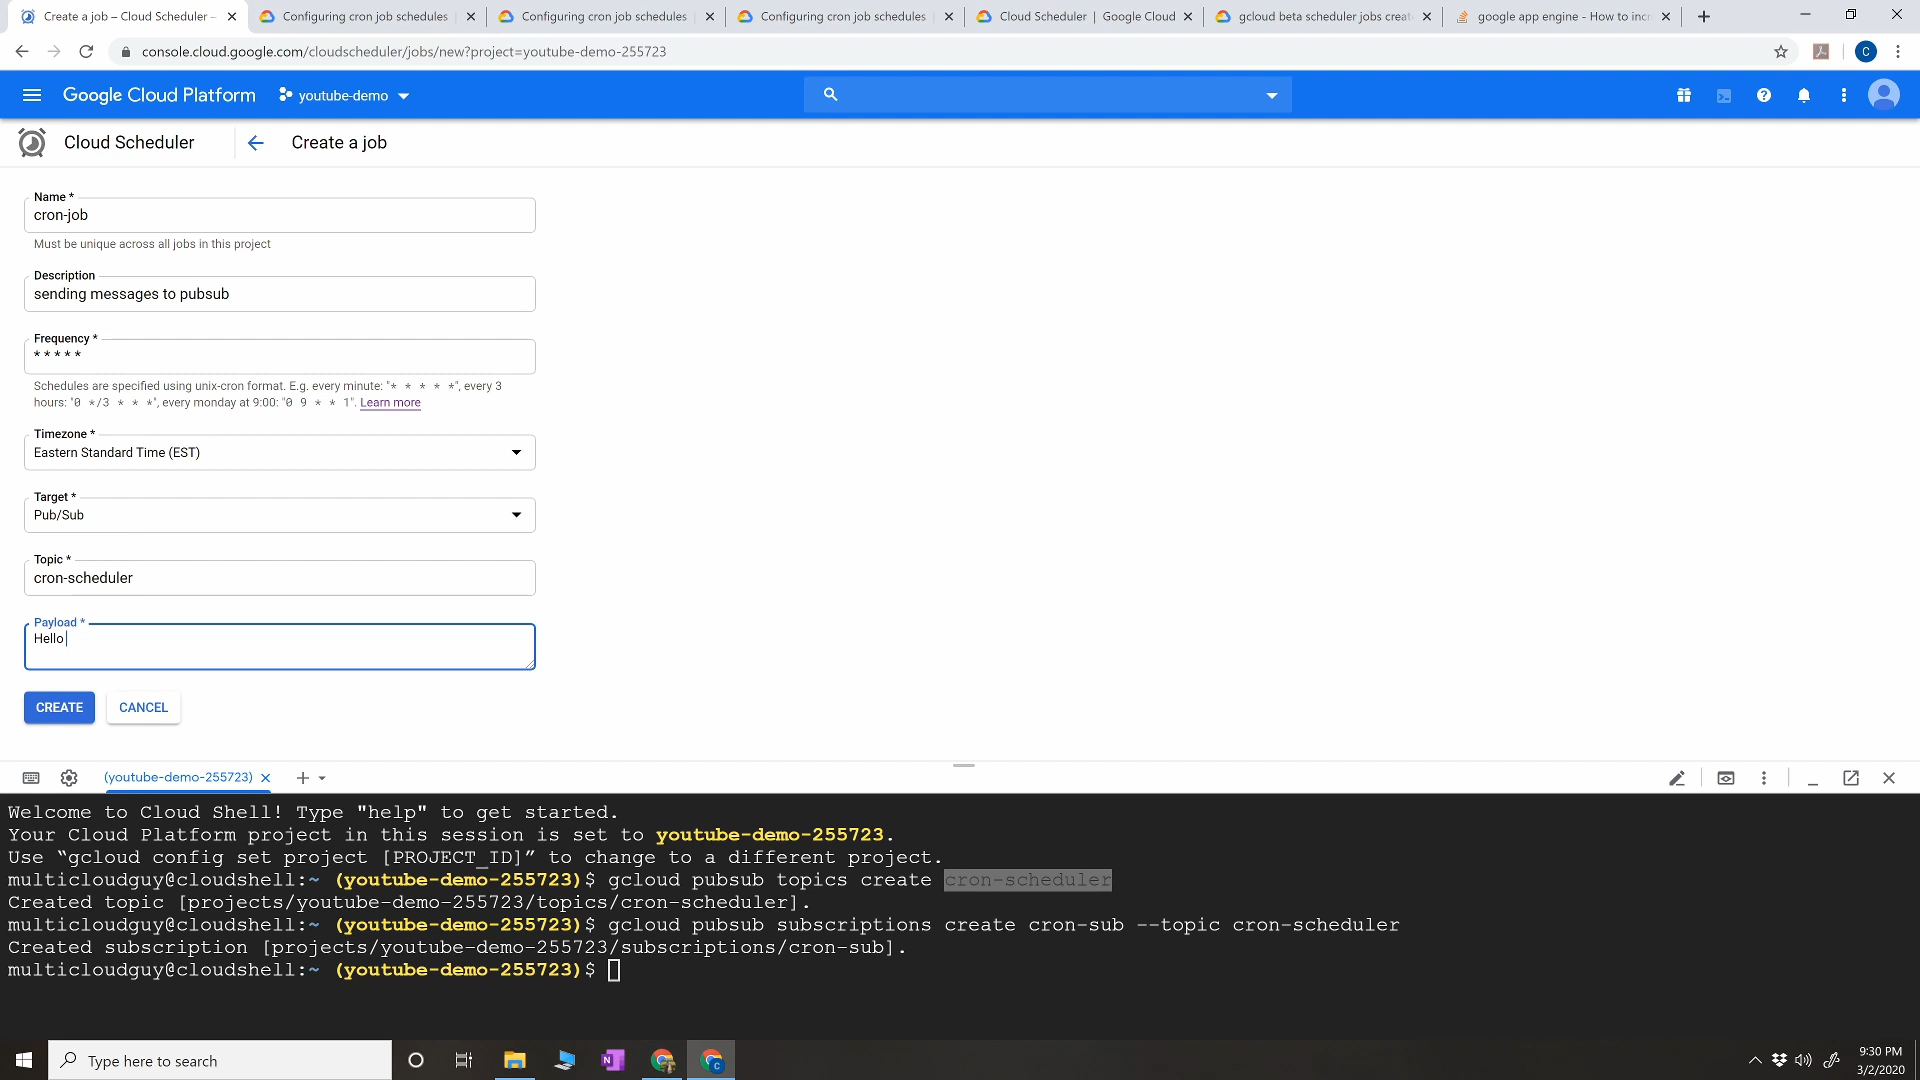 Create a job – Cloud Scheduler –
Configuring cron job schedules
Configuring cron job schedules
Configuring cron job schedules
Cloud Scheduler | Google Cloud
gcloud beta scheduler jobs create
google app engine - How to incr
console.cloud.google.com/cloudscheduler/jobs/new?project=youtube-demo-255723
C
Google Cloud Platform
youtube-demo
Cloud Scheduler
Create a job
Name *
cron-job
Must be unique across all jobs in this project
Description
sending messages to pubsub
Frequency *
* * * * *
Schedules are specified using unix-cron format. E.g. every minute: "* * * * *", every 3
hours: "0 */3 * * *", every monday at 9:00: "0 9 * * 1". Learn more
Timezone *
Eastern Standard Time (EST)
Target *
Pub/Sub
Topic *
cron-scheduler
Payload *
Hello
CREATE
CANCEL
(youtube-demo-255723)
Welcome to Cloud Shell! Type "help" to get started.
Your Cloud Platform project in this session is set to youtube-demo-255723.
Use “gcloud config set project [PROJECT_ID]” to change to a different project.
multicloudguy@cloudshell:~ (youtube-demo-255723)$ gcloud pubsub topics create cron-scheduler
Created topic [projects/youtube-demo-255723/topics/cron-scheduler].
multicloudguy@cloudshell:~ (youtube-demo-255723)$ gcloud pubsub subscriptions create cron-sub --topic cron-scheduler
Created subscription [projects/youtube-demo-255723/subscriptions/cron-sub].
multicloudguy@cloudshell:~ (youtube-demo-255723)$
Type here to search
9:30 PM
3/2/2020